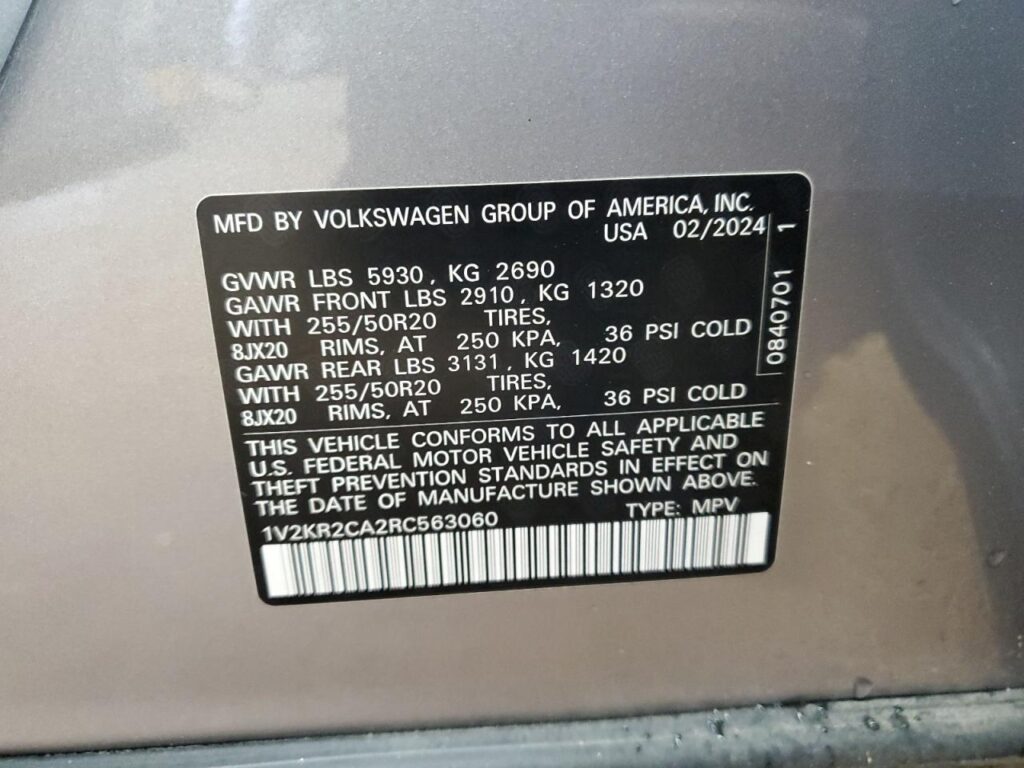 MFD BY VOLKSWAGEN GROUP OF AMERICA, INC.
USA 02/2024
GVWR LBS 5930, KG 2690
GAWR FRONT LBS 2910, KG 1320
WITH 255/50R20 TIRES,
8JX20 RIMS, AT 250 KPA, 36 PSI COLD
GAWR REAR LBS 3131, KG 1420
WITH 255/50R20 TIRES,
8JX20 RIMS, AT 250 KPA, 36 PSI COLD
0840701 1
THIS VEHICLE CONFORMS TO ALL APPLICABLE
U.S. FEDERAL MOTOR VEHICLE SAFETY AND
THEFT PREVENTION STANDARDS IN EFFECT ON
THE DATE OF MANUFACTURE SHOWN ABOVE.
1V2KR2CA2RC563060 TYPE: MPV